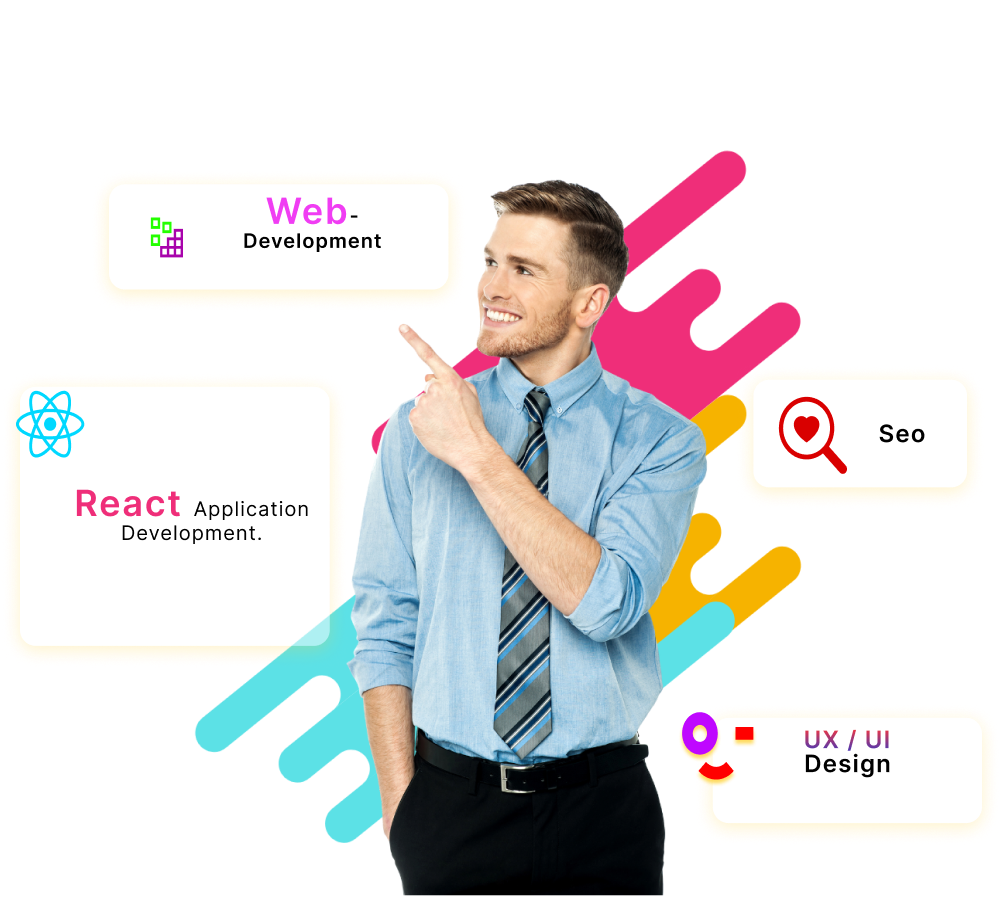 Web-
Development
React Application
Development.
Seo
UX / UI
Design